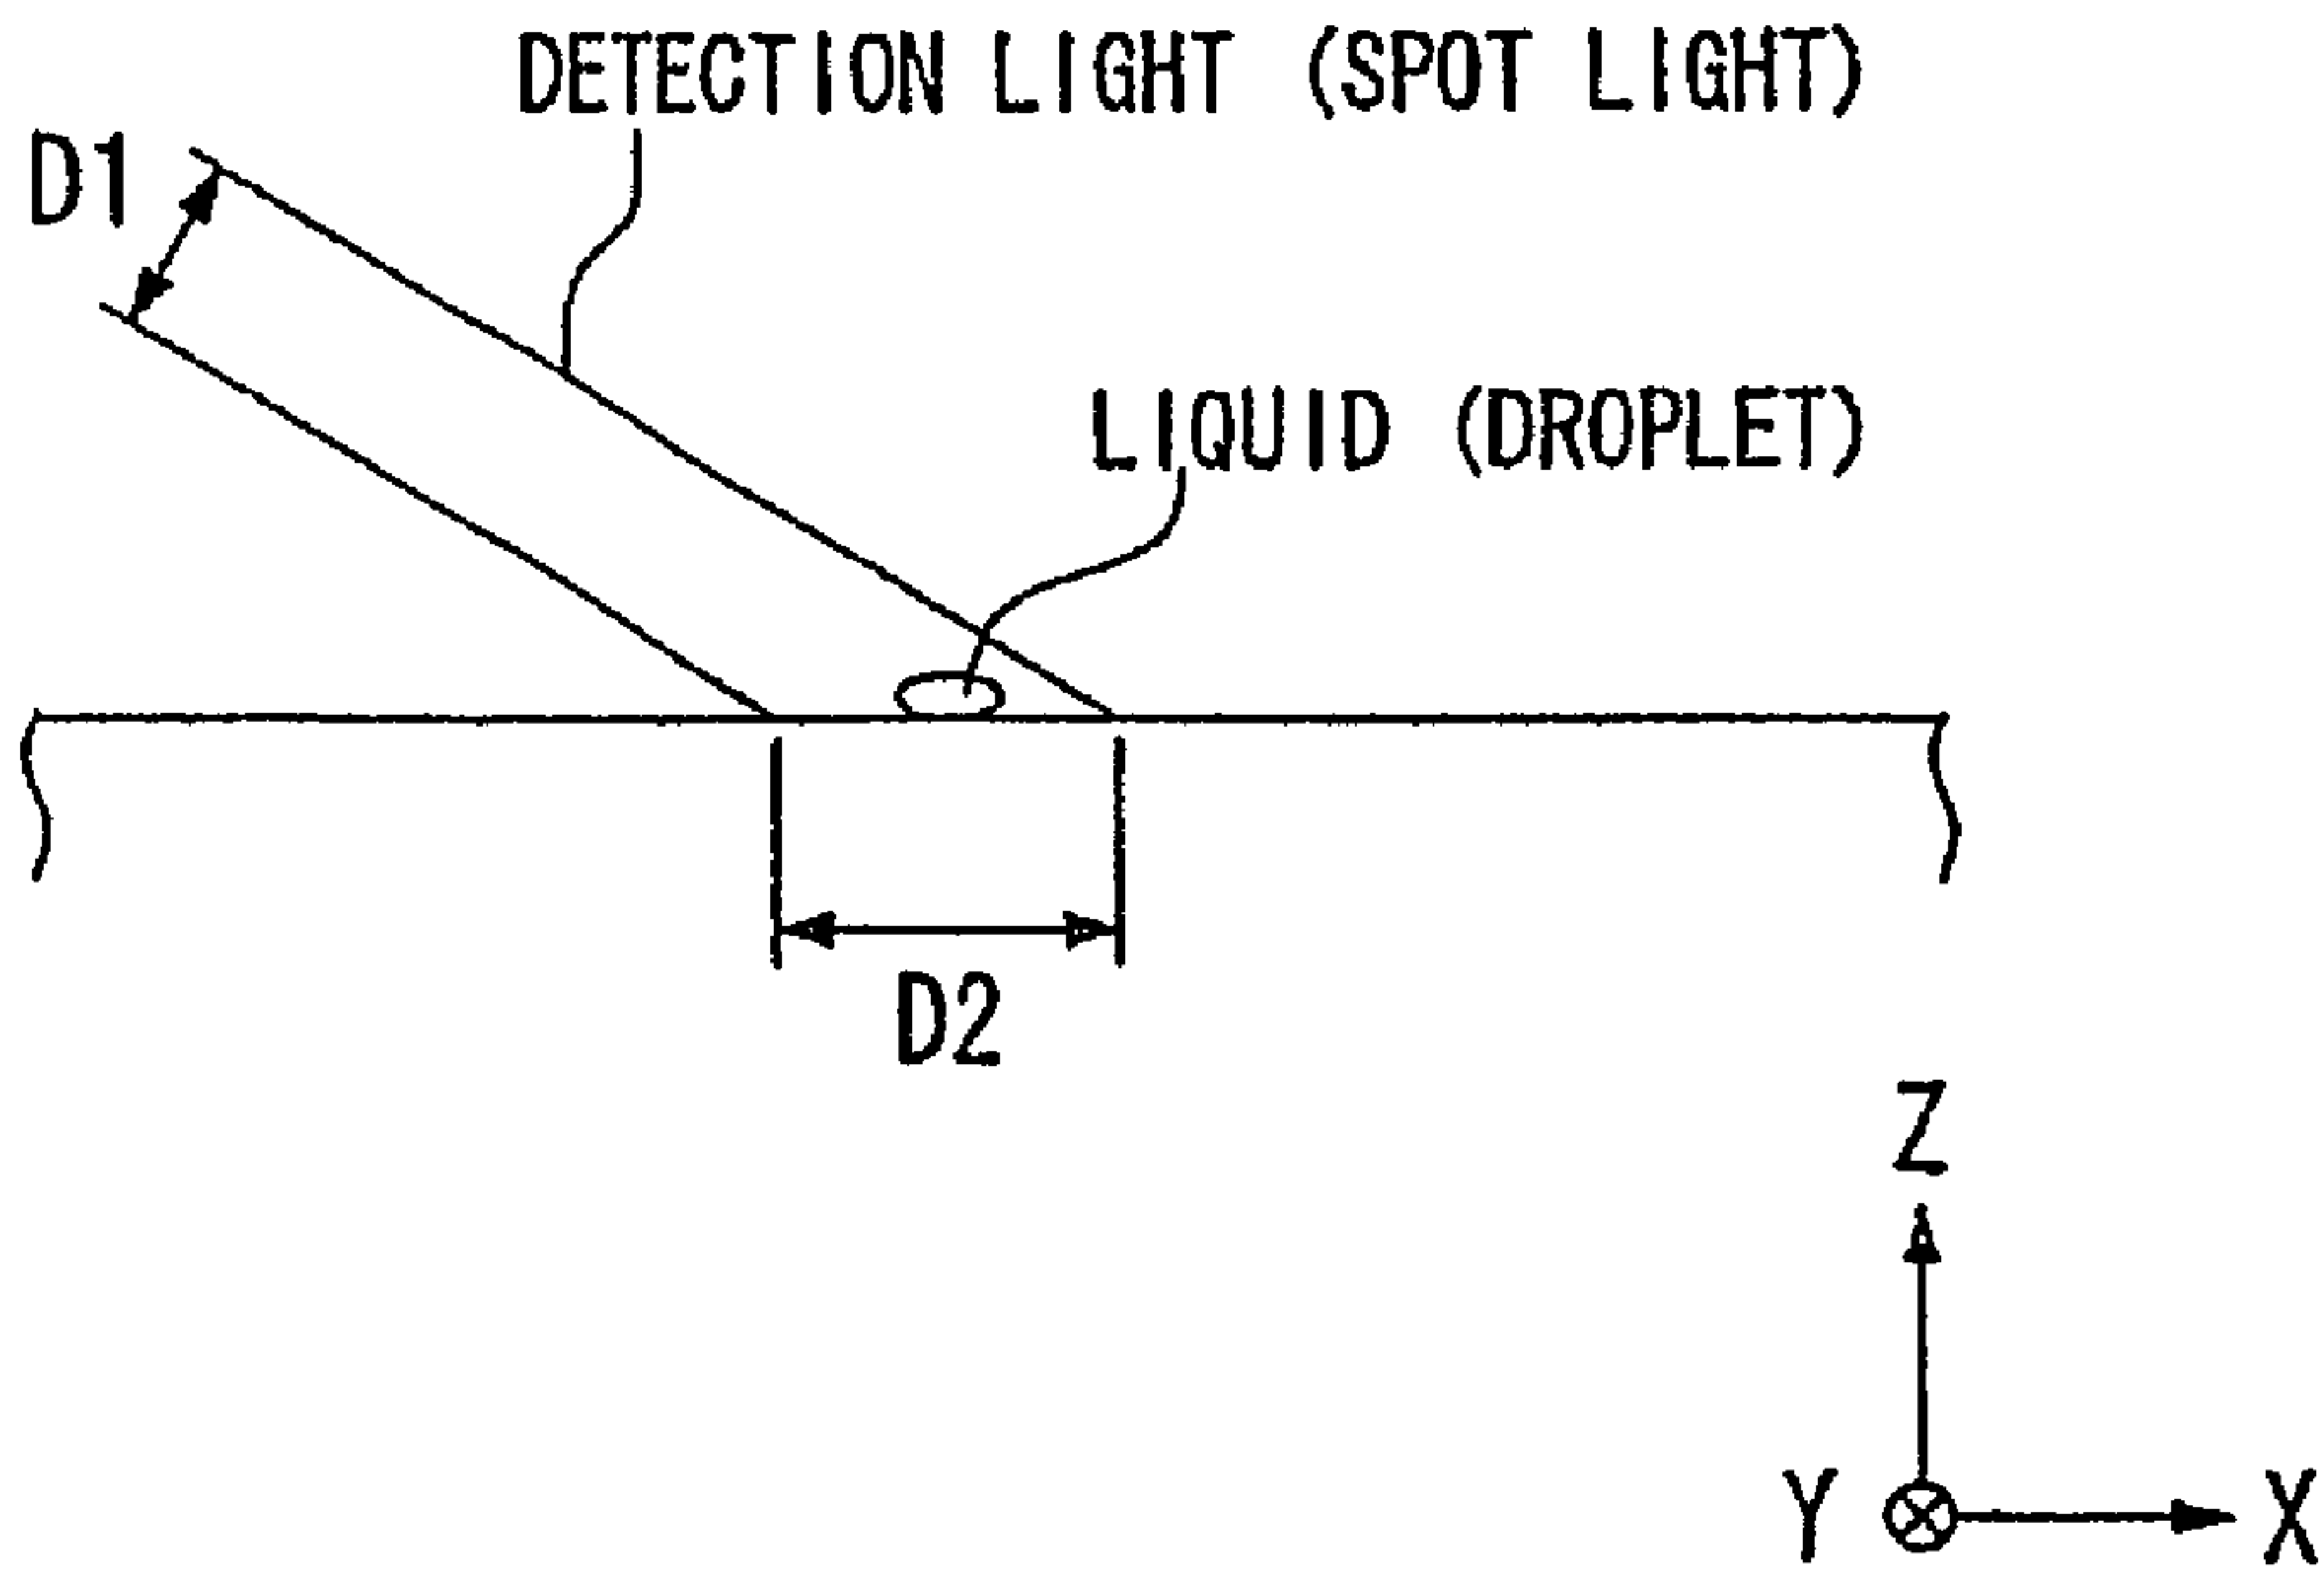 DETECTION LIGHT (SPOT LIGHT)
D1
LIQUID (DROPLET)
D2
Z
Y
X